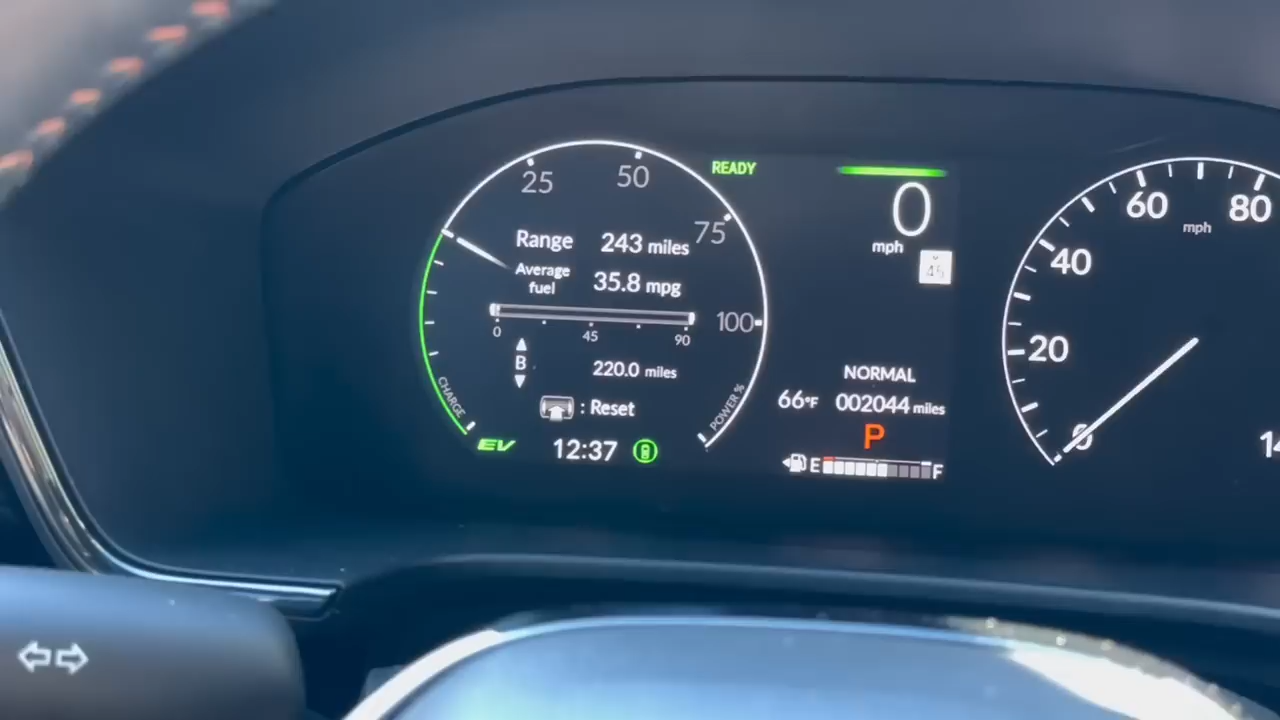 25 50 75 100
READY
Range 243 miles
Average fuel 35.8 mpg
0 45 90
B 220.0 miles
: Reset
CHARGE
POWER %
EV 12:37
0
mph
NORMAL
66°F 002044 miles
P
E F
0 20 40 60 80
mph